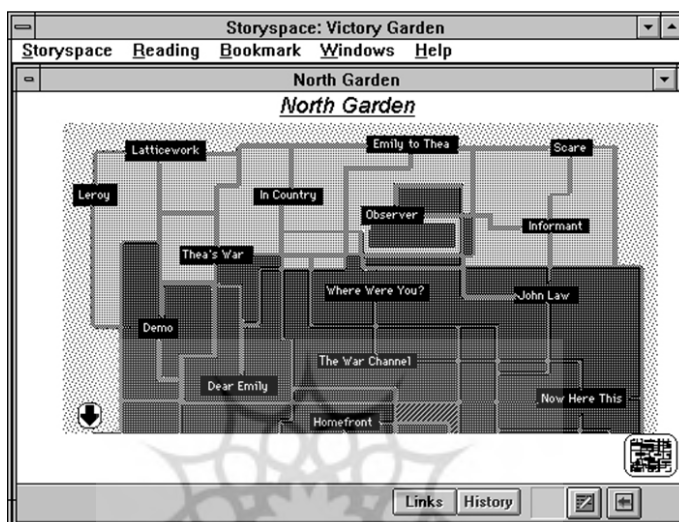 Storyspace: Victory Garden
Storyspace Reading Bookmark Windows Help
North Garden
North Garden
Latticework
Emily to Thea
Scare
Leroy
In Country
Observer
Informant
Thea's War
Where Were You?
John Law
Demo
The War Channel
Dear Emily
Now Here This
Homefront
Links History